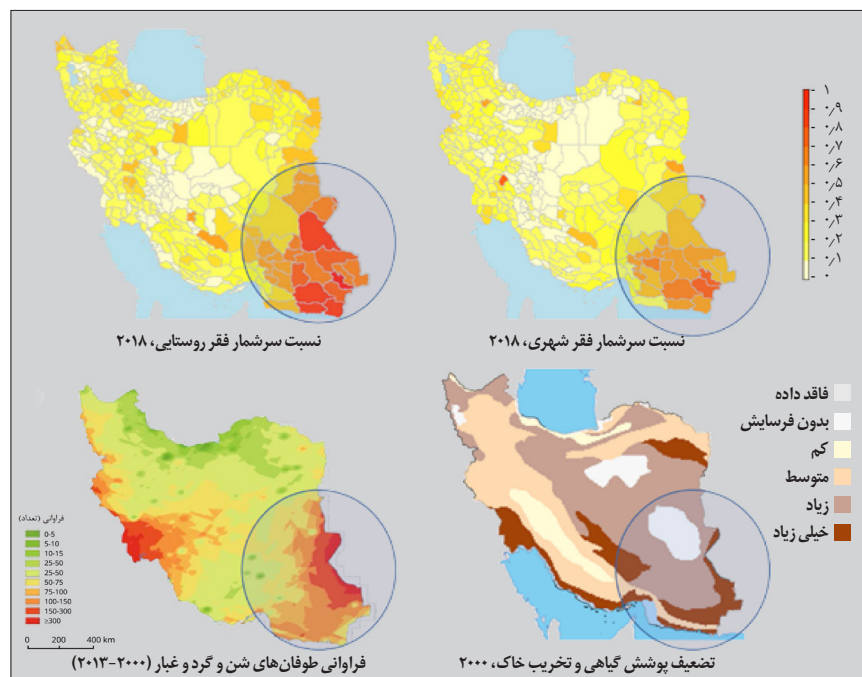 ۱
۰٫۹
۰٫۸
۰٫۷
۰٫۶
۰٫۵
۰٫۴
۰٫۳
۰٫۲
۰٫۱
۰
نسبت سرشمار فقر شهری، ۲۰۱۸
نسبت سرشمار فقر روستایی، ۲۰۱۸
فاقد داده
بدون فرسایش
کم
متوسط
زیاد
خیلی زیاد
تضعیف پوشش گیاهی و تخریب خاک، ۲۰۰۰
فراوانی (تعداد)
0-5
5-10
10-15
25-50
25-50
50-75
75-100
100-150
150-300
≥300
0 200 400 km
فراوانی طوفان‌های شن و گرد و غبار (۲۰۰۰-۲۰۱۳)